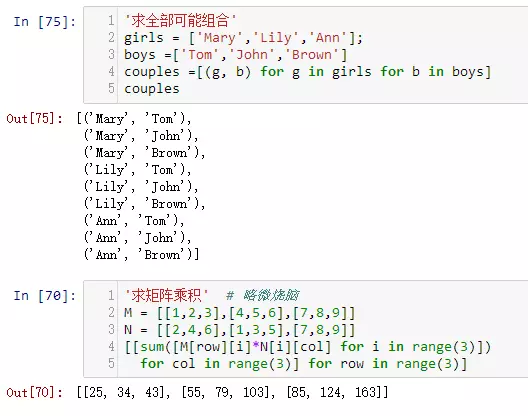 In [75]:
1 '求全部可能组合'
2 girls = ['Mary','Lily','Ann'];
3 boys =['Tom','John','Brown']
4 couples =[(g, b) for g in girls for b in boys]
5 couples
Out[75]: [('Mary', 'Tom'),
('Mary', 'John'),
('Mary', 'Brown'),
('Lily', 'Tom'),
('Lily', 'John'),
('Lily', 'Brown'),
('Ann', 'Tom'),
('Ann', 'John'),
('Ann', 'Brown')]
In [70]:
1 '求矩阵乘积' # 略微烧脑
2 M = [[1,2,3],[4,5,6],[7,8,9]]
3 N = [[2,4,6],[1,3,5],[7,8,9]]
4 [[sum([M[row][i]*N[i][col] for i in range(3)])
5 for col in range(3)] for row in range(3)]
Out[70]: [[25, 34, 43], [55, 79, 103], [85, 124, 163]]